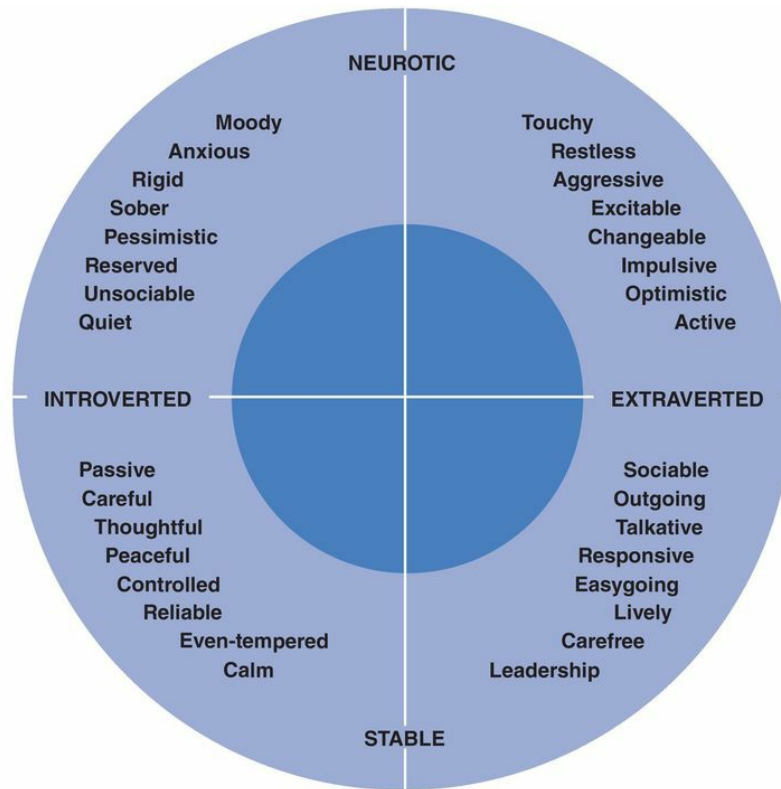 NEUROTIC
Moody
Anxious
Rigid
Sober
Pessimistic
Reserved
Unsociable
Quiet
Touchy
Restless
Aggressive
Excitable
Changeable
Impulsive
Optimistic
Active
INTROVERTED
EXTRAVERTED
Passive
Careful
Thoughtful
Peaceful
Controlled
Reliable
Even-tempered
Calm
Sociable
Outgoing
Talkative
Responsive
Easygoing
Lively
Carefree
Leadership
STABLE